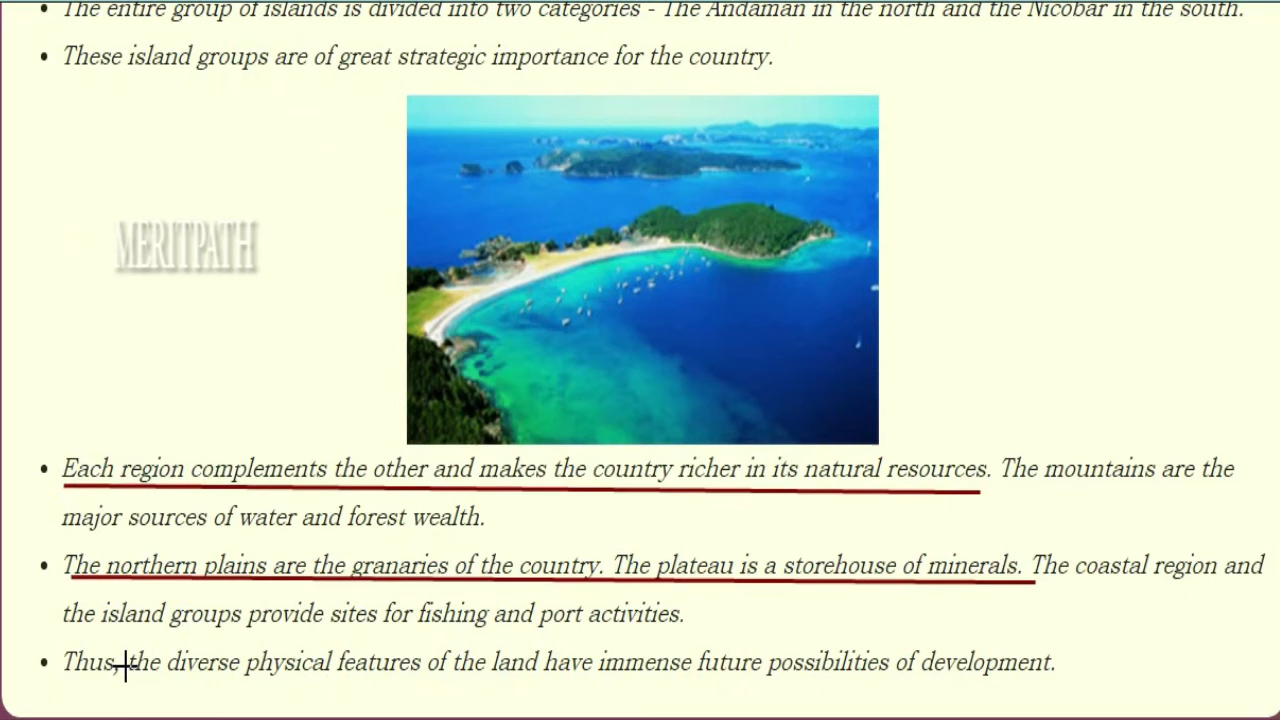 • The entire group of islands is divided into two categories - The Andaman in the north and the Nicobar in the south.
• These island groups are of great strategic importance for the country.
MERITPATH
• Each region complements the other and makes the country richer in its natural resources. The mountains are the
major sources of water and forest wealth.
• The northern plains are the granaries of the country. The plateau is a storehouse of minerals. The coastal region and
the island groups provide sites for fishing and port activities.
• Thus, the diverse physical features of the land have immense future possibilities of development.